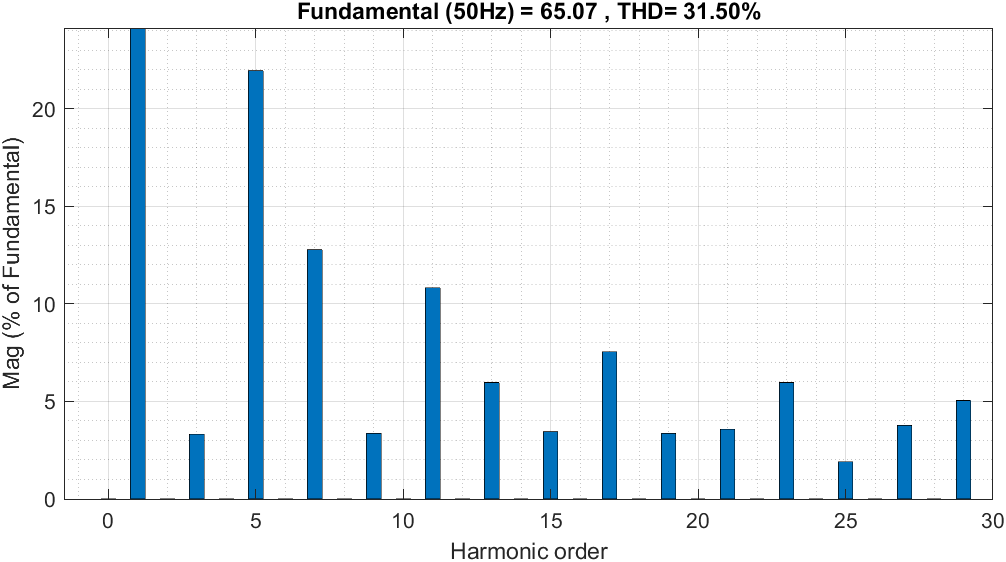 Fundamental (50Hz) = 65.07 , THD= 31.50%
Mag (% of Fundamental)
20
15
10
5
0
0 5 10 15 20 25 30
Harmonic order